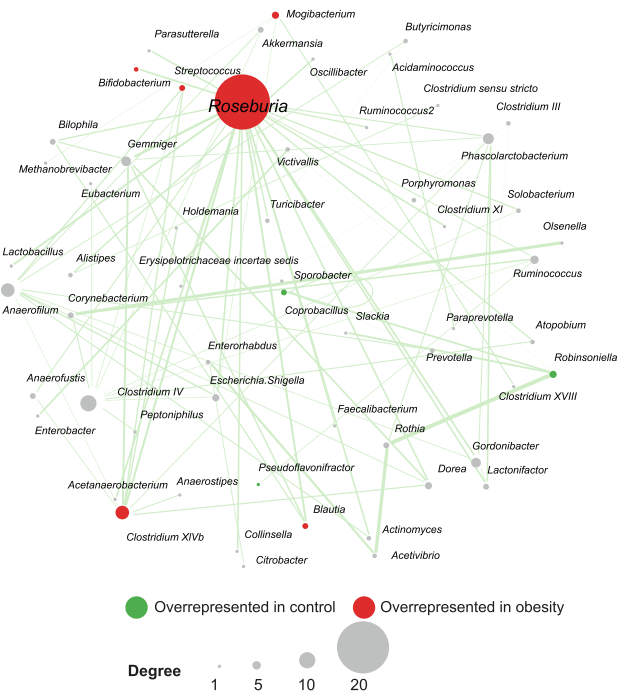 Mogibacterium
Butyricimonas
Parasutterella
Akkermansia
Streptococcus
Oscillibacter
Acidaminococcus
Bifidobacterium
Clostridium sensu stricto
Roseburia
Ruminococcus2
Clostridium III
Bilophila
Gemmiger
Victivallis
Phascolarctobacterium
Methanobrevibacter
Eubacterium
Porphyromonas
Solobacterium
Holdemania
Turicibacter
Clostridium XI
Olsenella
Lactobacillus
Alistipes
Erysipelotrichaceae incertae sedis
Sporobacter
Ruminococcus
Anaerofilum
Corynebacterium
Coprobacillus
Slackia
Paraprevotella
Atopobium
Enterorhabdus
Prevotella
Robinsoniella
Anaerofustis
Clostridium IV
Escherichia.Shigella
Clostridium XVIII
Enterobacter
Peptoniphilus
Faecalibacterium
Rothia
Gordonibacter
Pseudoflavonifractor
Dorea
Lactonifactor
Acetanaerobacterium
Anaerostipes
Blautia
Clostridium XIVb
Collinsella
Actinomyces
Citrobacter
Acetivibrio
Overrepresented in control
Overrepresented in obesity
Degree
1
5
10
20